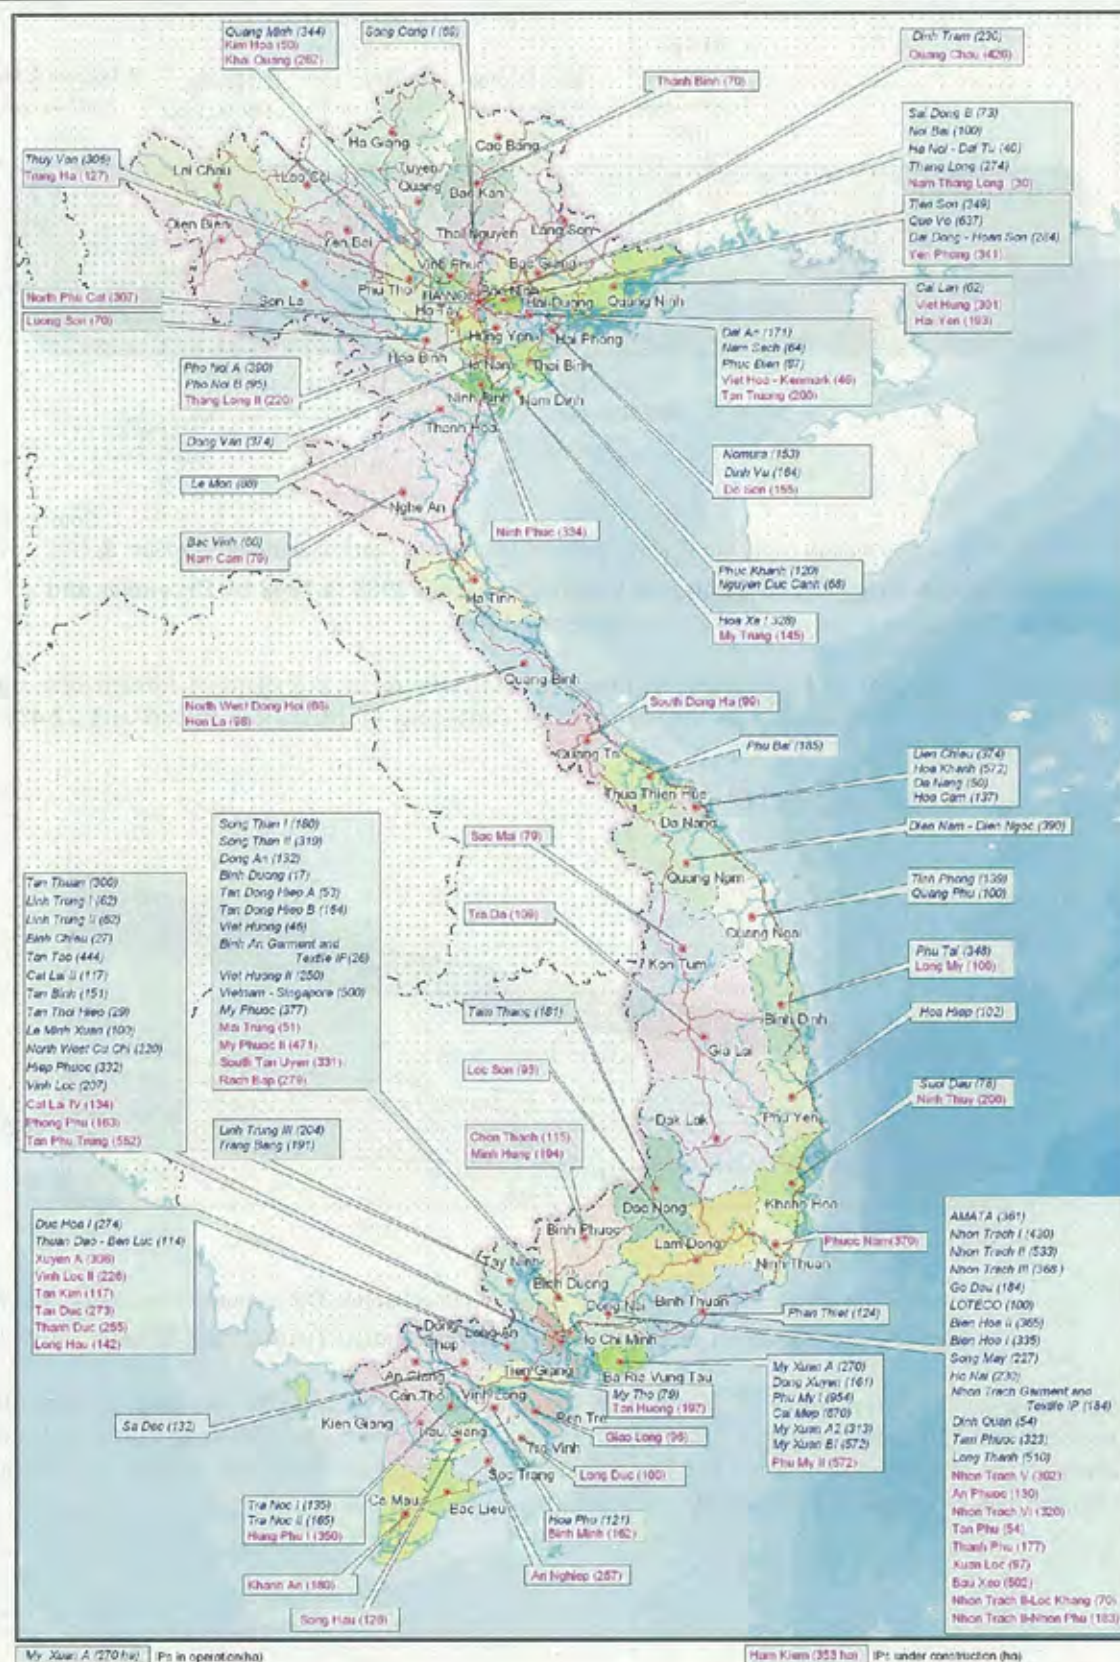 Quang Minh (344)
Kim Hoa (50)
Khai Quang (262)
Song Cong I (69)
Dinh Tram (230)
Quang Chau (426)
Thanh Binh (70)
Sai Dong B (73)
Noi Bai (100)
Ha Noi - Dai Tu (40)
Thang Long (274)
Nam Thang Long (30)
Thuy Van (306)
Trung Ha (127)
Tien Son (349)
Que Vo (637)
Dai Dong - Hoan Son (264)
Yen Phong (341)
Ha Giang
Cao Bang
Lai Chau
Lao Cai
Tuyen
Quang
Bac Kan
Dien Bien
Yen Bai
Thai Nguyen
Lang Son
Vinh Phuc
Bac Giang
Phu Tho
Bac Ninh
Quang Ninh
HANOI
Hai Duong
Son La
Ha Tay
Hung Yen
Hai Phong
Hoa Binh
Ha Nam
Thai Binh
Ninh Binh
Nam Dinh
Thanh Hoa
North Phu Cat (307)
Luong Son (70)
Cai Lan (62)
Viet Hung (301)
Hai Yen (193)
Dai An (171)
Nam Sach (64)
Phuc Dien (87)
Viet Hoa - Kenmark (46)
Tan Truong (200)
Pho Noi A (390)
Pho Noi B (95)
Thang Long II (220)
Dong Van (374)
Le Mon (88)
Nomura (153)
Dinh Vu (164)
Do Son (155)
Nghe An
Ninh Phuc (334)
Bac Vinh (60)
Nam Cam (79)
Phuc Khanh (120)
Nguyen Duc Canh (68)
Ha Tinh
Hoa Xa (328)
My Trung (145)
Quang Binh
North West Dong Hoi (66)
Hon La (98)
South Dong Ha (99)
Quang Tri
Phu Bai (185)
Thua Thien Hue
Lien Chieu (374)
Hoa Khanh (572)
Da Nang (50)
Hoa Cam (137)
Da Nang
Dien Nam - Dien Ngoc (390)
Quang Nam
Song Than I (180)
Song Than II (319)
Dong An (132)
Binh Duong (17)
Tan Dong Hiep A (53)
Tan Dong Hiep B (164)
Viet Huong (46)
Binh An Garment and
Textile IP (26)
Viet Huong II (250)
Vietnam - Singapore (500)
My Phuoc (377)
Mai Trung (51)
My Phuoc II (471)
South Tan Uyen (331)
Rach Bap (279)
Sao Mai (79)
Tra Da (109)
Tinh Phong (139)
Quang Phu (100)
Quang Ngai
Kon Tum
Phu Tai (348)
Long My (100)
Binh Dinh
Tan Thuan (300)
Linh Trung I (62)
Linh Trung II (62)
Binh Chieu (27)
Tan Tao (444)
Cat Lai II (117)
Tan Binh (151)
Tan Thoi Hiep (29)
Le Minh Xuan (100)
North West Cu Chi (220)
Hiep Phuoc (332)
Vinh Loc (207)
Cat Lai IV (134)
Phong Phu (163)
Tan Phu Trung (552)
Tam Thang (181)
Hoa Hiep (102)
Gia Lai
Loc Son (93)
Phu Yen
Suoi Dau (78)
Ninh Thuy (200)
Dak Lak
Linh Trung III (204)
Trang Bang (191)
Chon Thanh (115)
Minh Hung (194)
Khanh Hoa
Dac Nong
Binh Phuoc
Lam Dong
Phuoc Nam (370)
Ninh Thuan
Duc Hoa I (274)
Thuan Dao - Ben Luc (114)
Xuyen A (306)
Vinh Loc II (226)
Tan Kim (117)
Tan Duc (273)
Thanh Duc (255)
Long Hau (142)
Tay Ninh
Binh Duong
Dong Nai
Binh Thuan
Phan Thiet (124)
Ho Chi Minh
Dong
Thap
Long An
An Giang
Tien Giang
Ba Ria Vung Tau
Can Tho
Vinh Long
Ben Tre
Kien Giang
Hau Giang
Tra Vinh
Soc Trang
Ca Mau
Bac Lieu
My Tho (79)
Tan Huong (197)
Giao Long (96)
Sa Dec (132)
Long Duc (100)
My Xuan A (270)
Dong Xuyen (161)
Phu My I (954)
Cai Mep (670)
My Xuan A2 (313)
My Xuan BI (572)
Phu My II (572)
Tra Noc I (135)
Tra Noc II (165)
Hung Phu I (350)
Hoa Phu (121)
Binh Minh (162)
Khanh An (180)
An Nghiep (257)
Song Hau (126)
AMATA (361)
Nhon Trach I (430)
Nhon Trach II (533)
Nhon Trach III (368)
Go Dau (184)
LOTECO (100)
Bien Hoa II (365)
Bien Hoa I (335)
Song May (227)
Ho Nai (230)
Nhon Trach Garment and
Textile IP (184)
Dinh Quan (54)
Tam Phuoc (323)
Long Thanh (510)
Nhon Trach V (302)
An Phuoc (130)
Nhon Trach VI (320)
Tan Phu (54)
Thanh Phu (177)
Xuan Loc (97)
Bau Xeo (502)
Nhon Trach II-Loc Khang (70)
Nhon Trach II-Nhon Phu (183)
My Xuan A (270 ha) IPs in operation(ha)
Ham Kiem (353 ha) IPs under construction (ha)